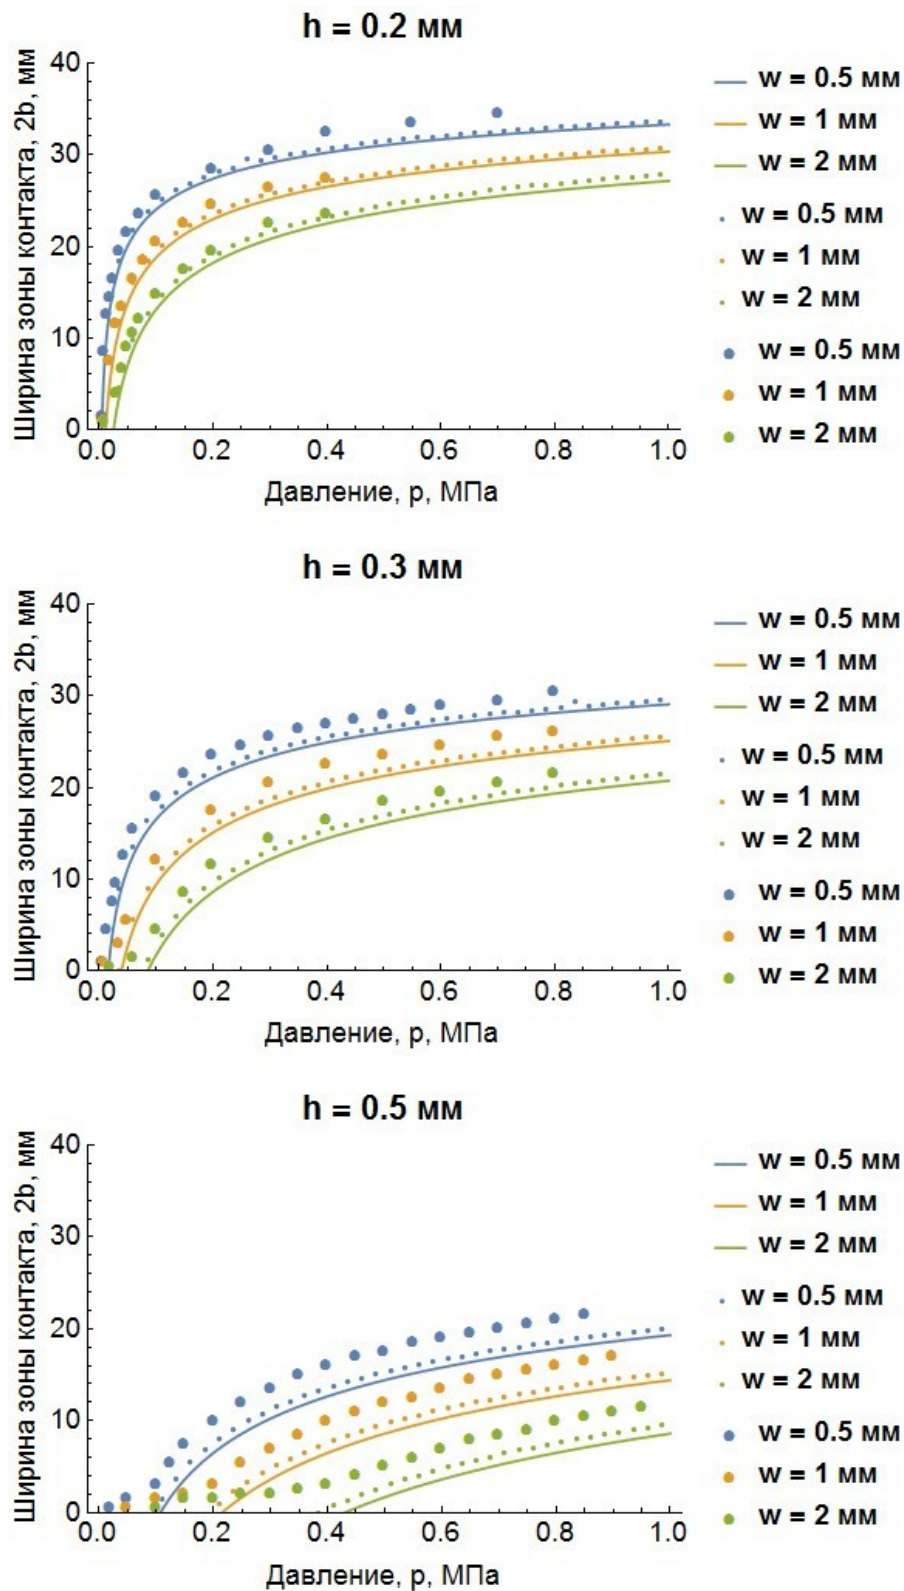 h = 0.2 мм
Ширина зоны контакта, 2b, мм
40
30
20
10
0
0.0 0.2 0.4 0.6 0.8 1.0
Давление, p, МПа
w = 0.5 мм
w = 1 мм
w = 2 мм
w = 0.5 мм
w = 1 мм
w = 2 мм
w = 0.5 мм
w = 1 мм
w = 2 мм
h = 0.3 мм
Ширина зоны контакта, 2b, мм
40
30
20
10
0
0.0 0.2 0.4 0.6 0.8 1.0
Давление, p, МПа
w = 0.5 мм
w = 1 мм
w = 2 мм
w = 0.5 мм
w = 1 мм
w = 2 мм
w = 0.5 мм
w = 1 мм
w = 2 мм
h = 0.5 мм
Ширина зоны контакта, 2b, мм
40
30
20
10
0
0.0 0.2 0.4 0.6 0.8 1.0
Давление, p, МПа
w = 0.5 мм
w = 1 мм
w = 2 мм
w = 0.5 мм
w = 1 мм
w = 2 мм
w = 0.5 мм
w = 1 мм
w = 2 мм